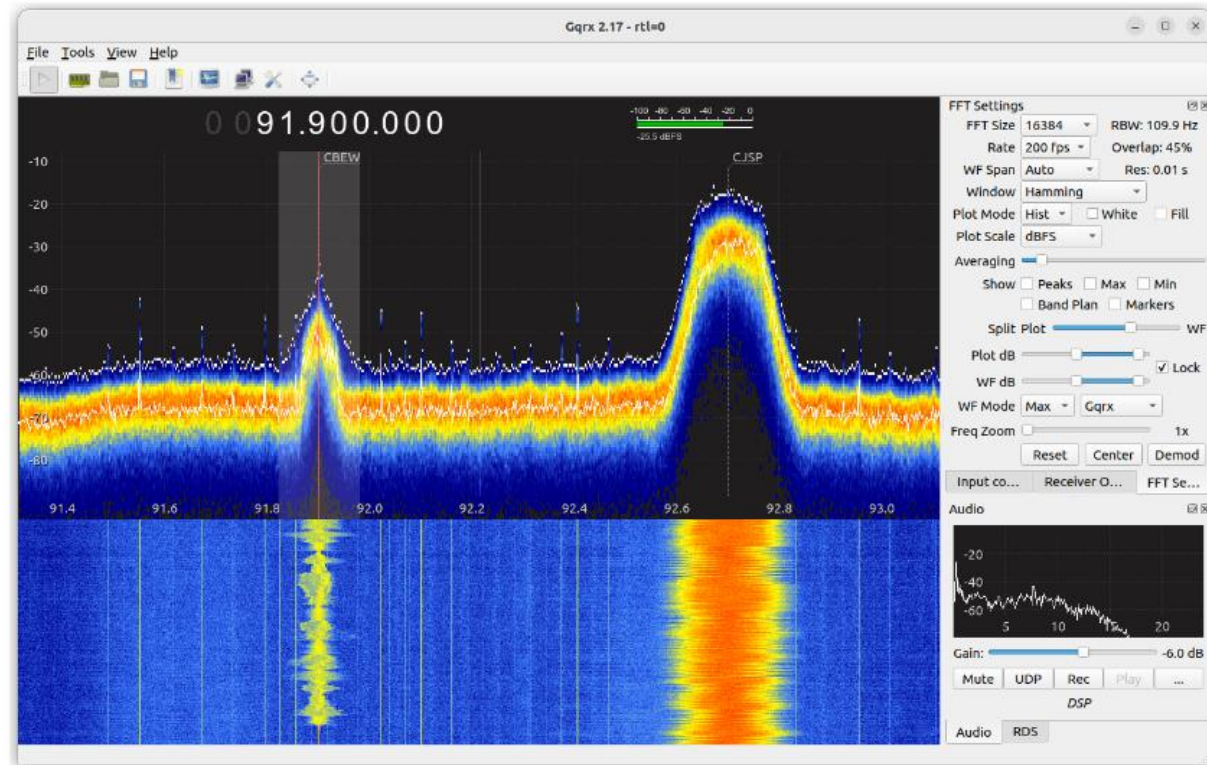 Gqrx 2.17 - rtl=0
File Tools View Help
0091.900.000
-100 -80 -60 -40 -20 0
-25.5 dBFS
CBEW
CJSP
-10
-20
-30
-40
-50
-60
-70
-80
91.4 91.6 91.8 92.0 92.2 92.4 92.6 92.8 93.0
FFT Settings
FFT Size 16384 RBW: 109.9 Hz
Rate 200 fps Overlap: 45%
WF Span Auto Res: 0.01 s
Window Hamming
Plot Mode Hist White Fill
Plot Scale dBFS
Averaging
Show Peaks Max Min
Band Plan Markers
Split Plot WF
Plot dB
Lock
WF dB
WF Mode Max Gqrx
Freq Zoom 1x
Reset Center Demod
Input co... Receiver O... FFT Se...
Audio
-20
-40
-60
5 10 15 20
Gain: -6.0 dB
Mute UDP Rec Play ...
DSP
Audio RDS